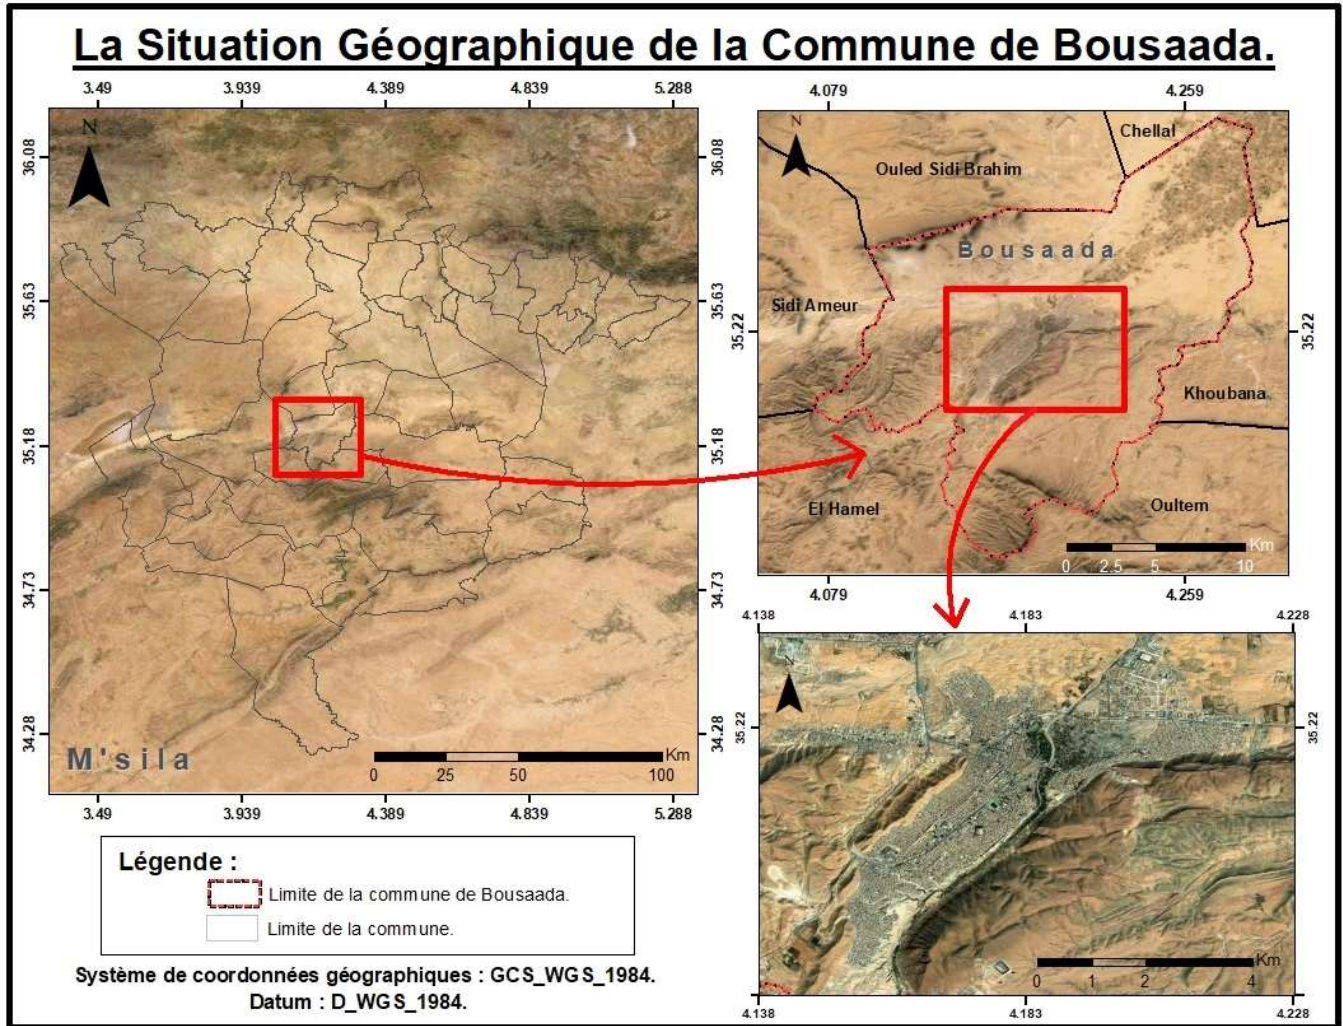 La Situation Géographique de la Commune de Bousaada.
3.49 3.939 4.389 4.839 5.288
N
36.08 36.08
35.63 35.63
35.18 35.18
34.73 34.73
34.28 34.28
M'sila
Km
0 25 50 100
3.49 3.939 4.389 4.839 5.288
4.079 4.259
N
Chellal
Ouled Sidi Brahim
Bousaada
Sidi Ameur
35.22 35.22
Khoubana
El Hamel
Oultem
Km
0 2.5 5 10
4.079 4.259
4.138 4.183 4.228
N
35.22 35.22
Km
0 1 2 4
4.138 4.183 4.228
Légende :
Limite de la commune de Bousaada.
Limite de la commune.
Système de coordonnées géographiques : GCS_WGS_1984.
Datum : D_WGS_1984.